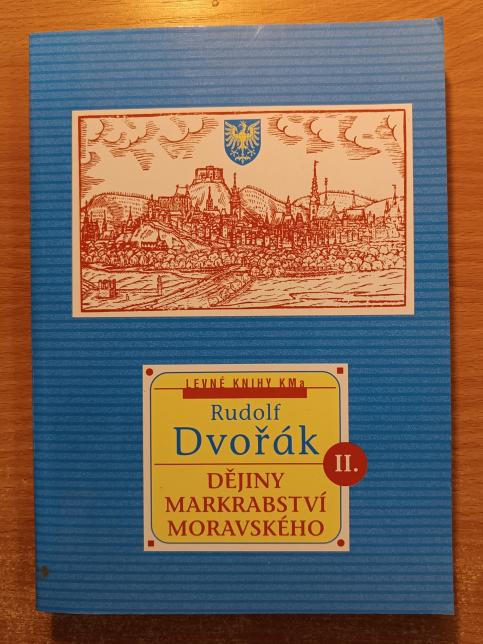 LEVNÉ KNIHY KMa
Rudolf
Dvořák
II.
DĚJINY
MARKRABSTVÍ
MORAVSKÉHO